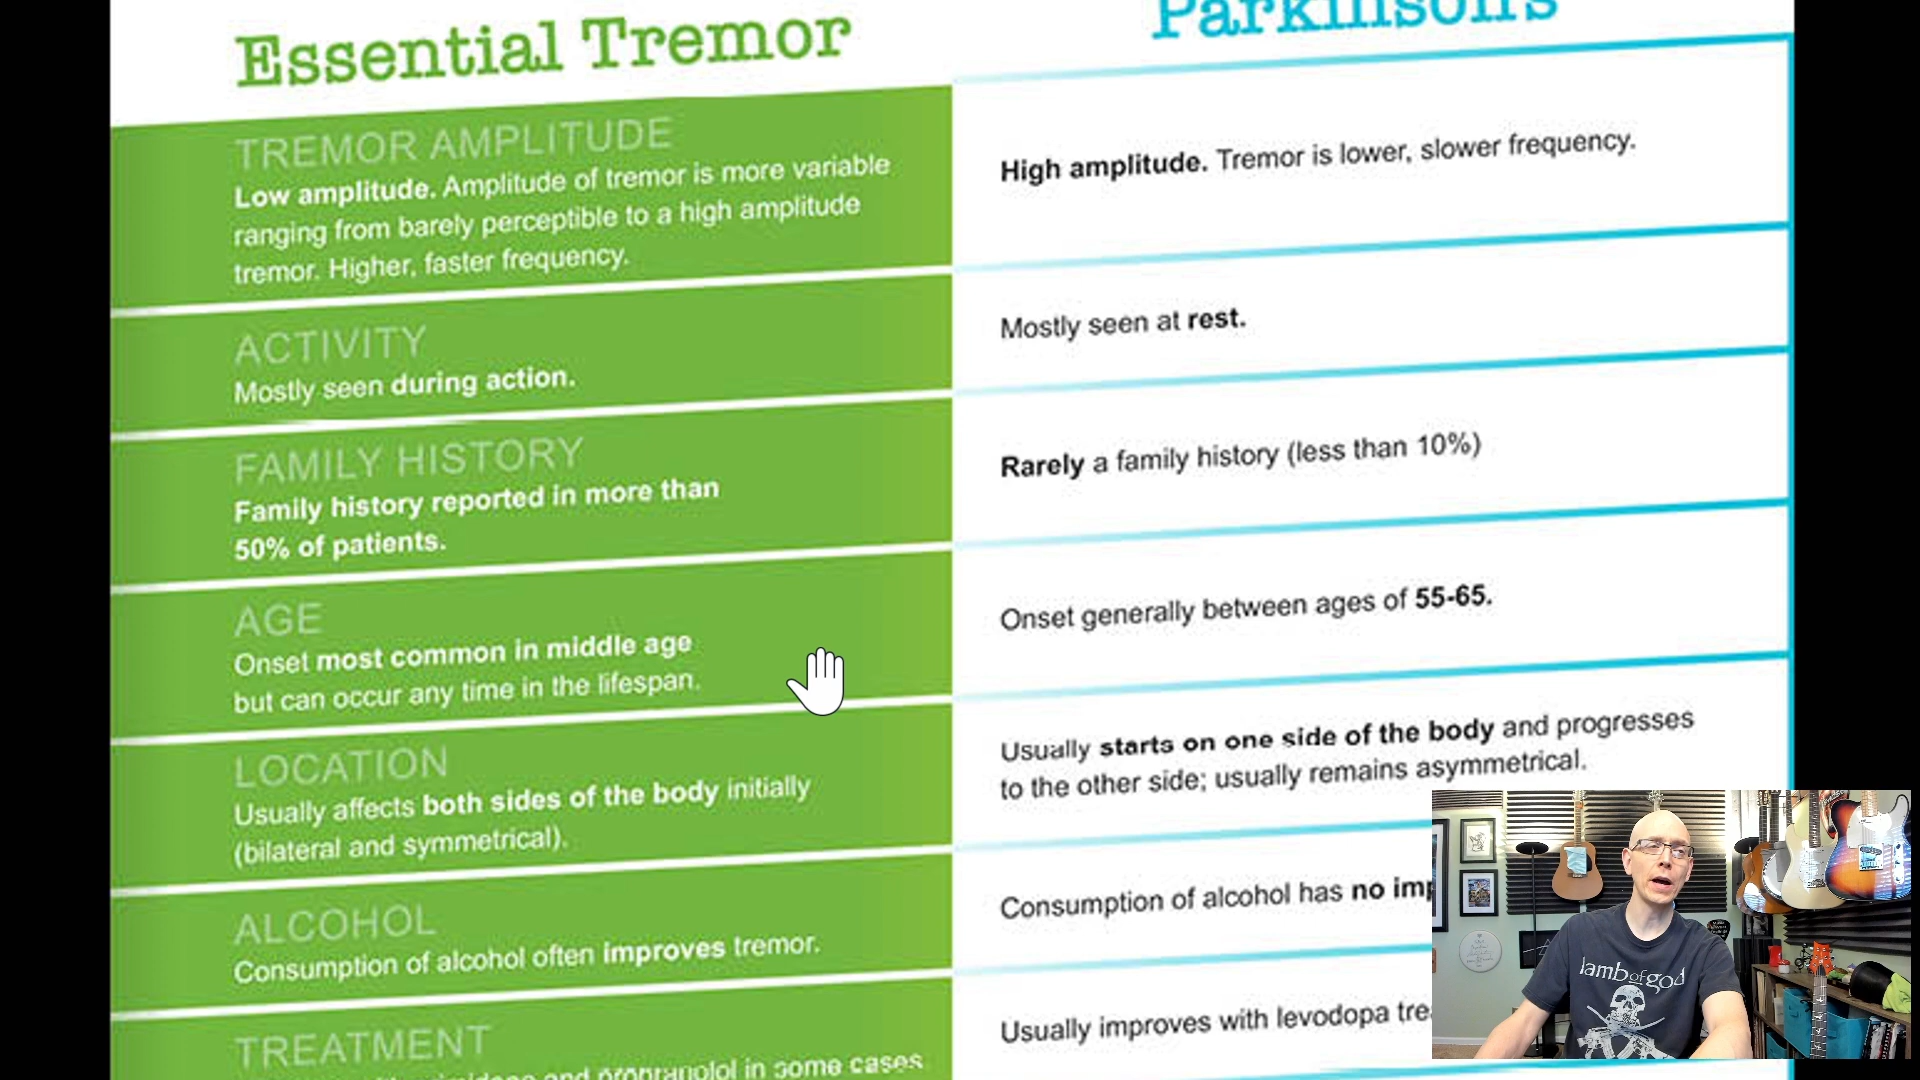 Essential Tremor
Parkinson's
TREMOR AMPLITUDE
Low amplitude. Amplitude of tremor is more variable
ranging from barely perceptible to a high amplitude
tremor. Higher, faster frequency.
High amplitude. Tremor is lower, slower frequency.
ACTIVITY
Mostly seen during action.
Mostly seen at rest.
FAMILY HISTORY
Family history reported in more than
50% of patients.
Rarely a family history (less than 10%)
AGE
Onset most common in middle age
but can occur any time in the lifespan.
Onset generally between ages of 55-65.
LOCATION
Usually affects both sides of the body initially
(bilateral and symmetrical).
Usually starts on one side of the body and progresses
to the other side; usually remains asymmetrical.
ALCOHOL
Consumption of alcohol often improves tremor.
Consumption of alcohol has no
TREATMENT
and propranolol in some cases
Usually improves with levodopa
lamb of god